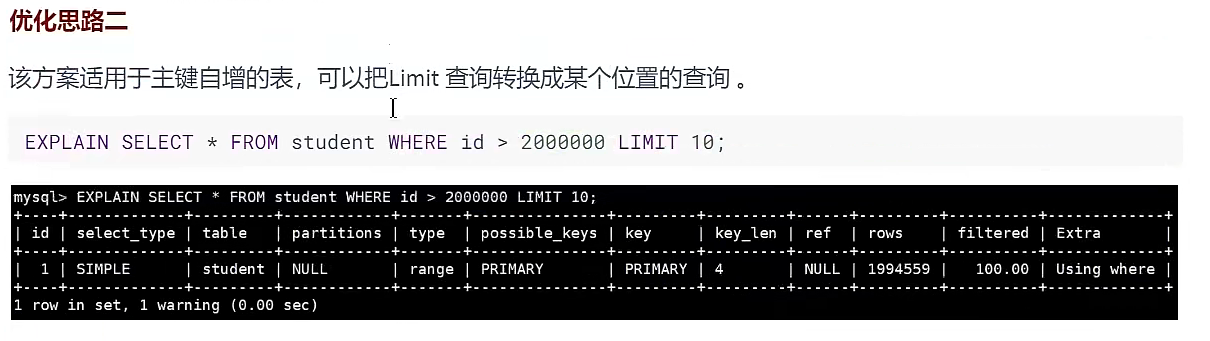 优化思路二
该方案适用于主键自增的表，可以把Limit 查询转换成某个位置的查询 。
EXPLAIN SELECT * FROM student WHERE id > 2000000 LIMIT 10;
mysql> EXPLAIN SELECT * FROM student WHERE id > 2000000 LIMIT 10;
+----+-------------+---------+------------+-------+---------------+---------+---------+------+---------+----------+-------------+
| id | select_type | table   | partitions | type  | possible_keys | key     | key_len | ref  | rows    | filtered | Extra       |
+----+-------------+---------+------------+-------+---------------+---------+---------+------+---------+----------+-------------+
|  1 | SIMPLE      | student | NULL       | range | PRIMARY       | PRIMARY | 4       | NULL | 1994559 |   100.00 | Using where |
+----+-------------+---------+------------+-------+---------------+---------+---------+------+---------+----------+-------------+
1 row in set, 1 warning (0.00 sec)